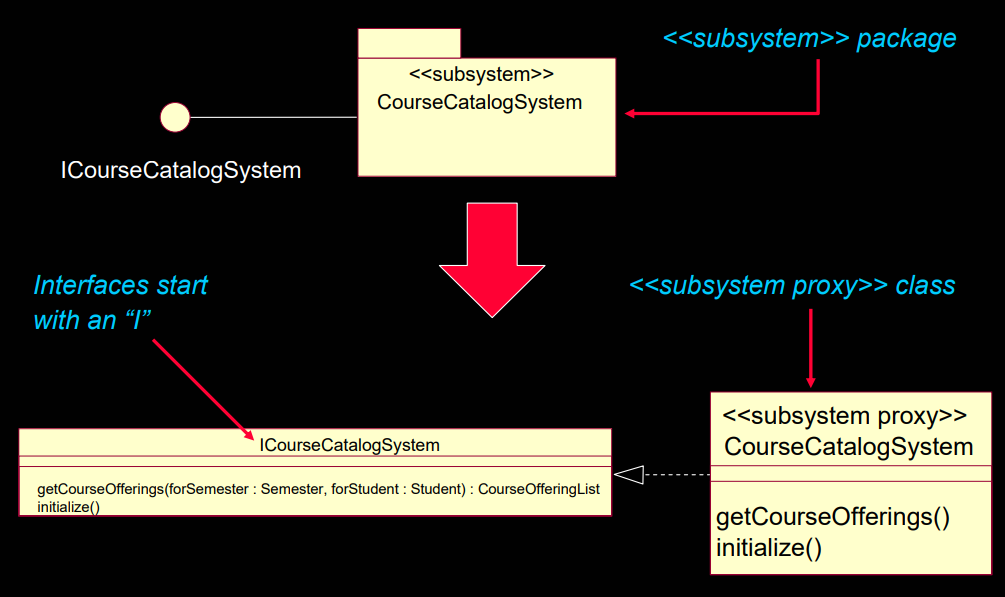 <<subsystem>> package
<<subsystem>>
CourseCatalogSystem
ICourseCatalogSystem
Interfaces start
with an “I”
<<subsystem proxy>> class
ICourseCatalogSystem
getCourseOfferings(forSemester : Semester, forStudent : Student) : CourseOfferingList
initialize()
<<subsystem proxy>>
CourseCatalogSystem
getCourseOfferings()
initialize()